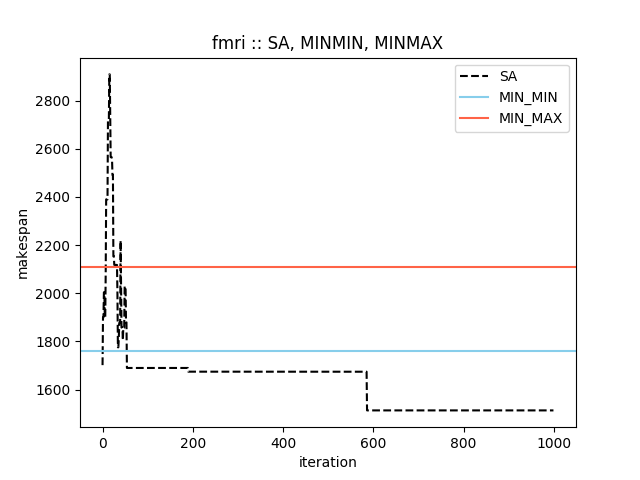 fmri :: SA, MINMIN, MINMAX
SA
MIN_MIN
MIN_MAX
makespan
2800
2600
2400
2200
2000
1800
1600
0 200 400 600 800 1000
iteration